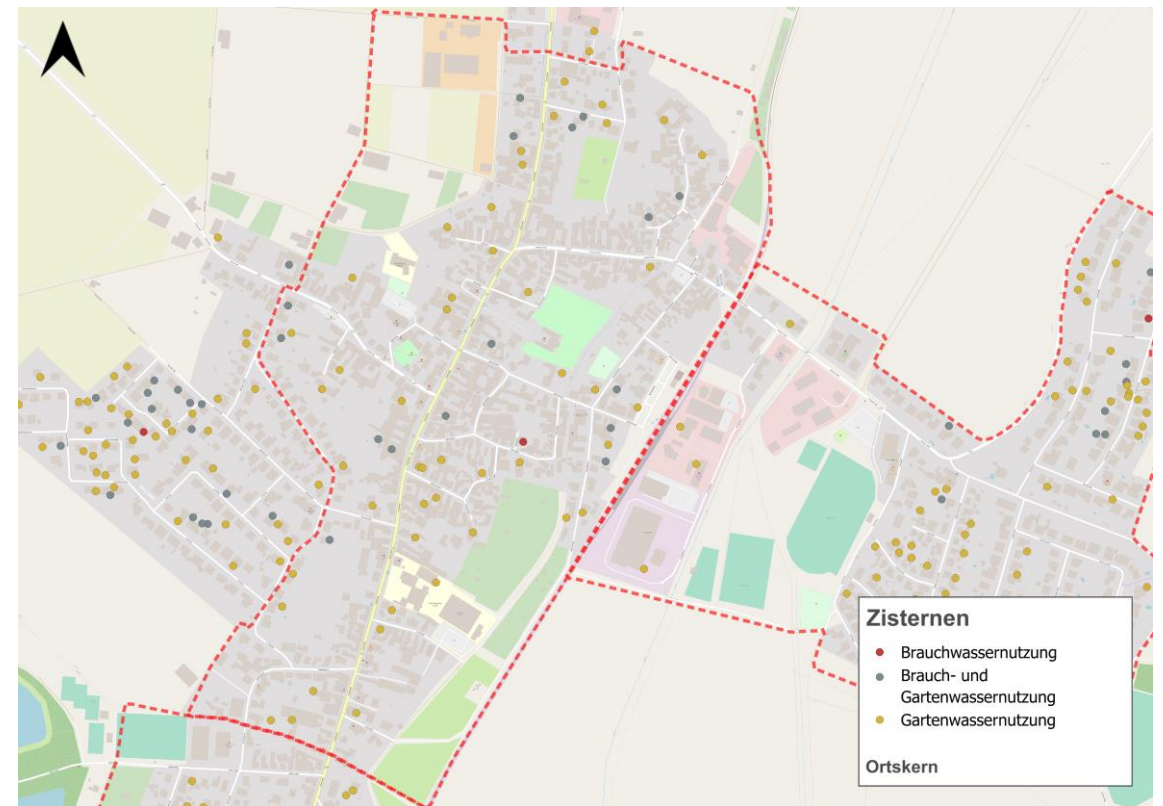 Zisternen
Brauchwassernutzung
Brauch- und
Gartenwassernutzung
Gartenwassernutzung
Ortskern